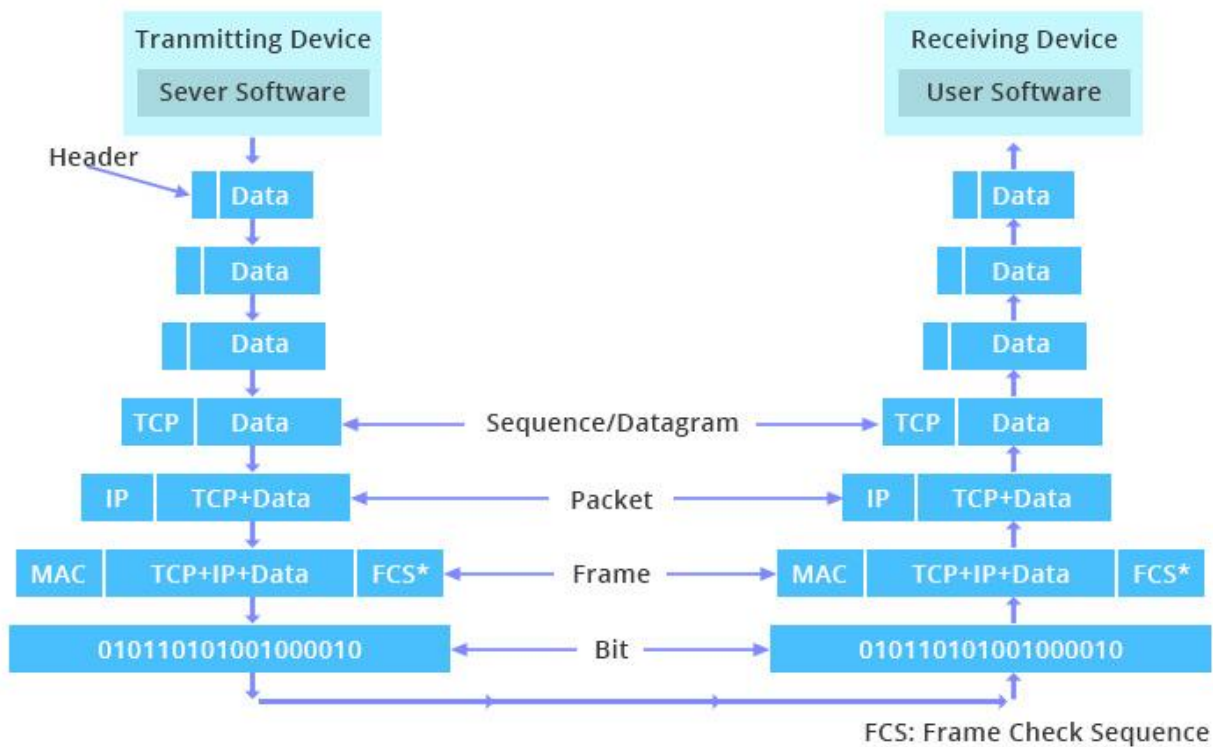 Tranmitting Device
Receiving Device
Sever Software
User Software
Header
Data
Data
Data
Data
Data
Data
TCP
Data
Sequence/Datagram
TCP
Data
IP
TCP+Data
Packet
IP
TCP+Data
MAC
TCP+IP+Data
FCS*
Frame
MAC
TCP+IP+Data
FCS*
010110101001000010
Bit
010110101001000010
FCS: Frame Check Sequence